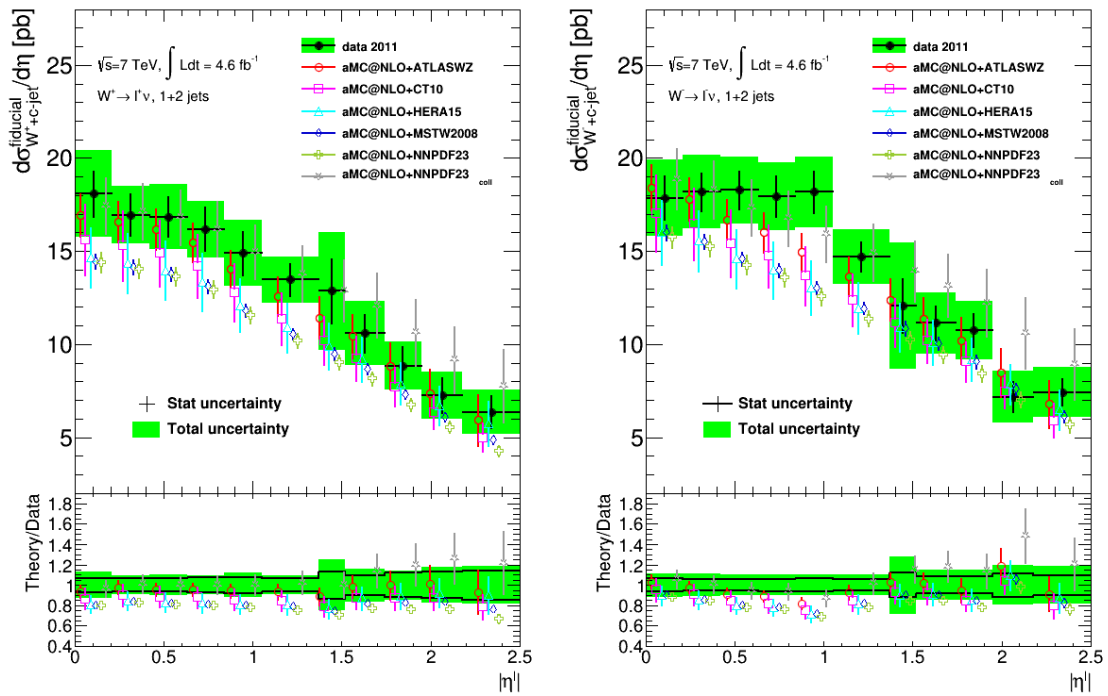 dσ^fiducial_{W⁺+c-jet}/dη [pb]
25
20
15
10
5
√s=7 TeV, ∫ Ldt = 4.6 fb⁻¹
W⁺→ l⁺ν, 1+2 jets
data 2011
aMC@NLO+ATLASWZ
aMC@NLO+CT10
aMC@NLO+HERA15
aMC@NLO+MSTW2008
aMC@NLO+NNPDF23
aMC@NLO+NNPDF23 coll
Stat uncertainty
Total uncertainty
Theory/Data
1.8
1.6
1.4
1.2
1
0.8
0.6
0.4
0 0.5 1 1.5 2 2.5
|ηˡ|
dσ^fiducial_{W⁻+c-jet}/dη [pb]
25
20
15
10
5
√s=7 TeV, ∫ Ldt = 4.6 fb⁻¹
W⁻→ l⁻ν, 1+2 jets
data 2011
aMC@NLO+ATLASWZ
aMC@NLO+CT10
aMC@NLO+HERA15
aMC@NLO+MSTW2008
aMC@NLO+NNPDF23
aMC@NLO+NNPDF23 coll
Stat uncertainty
Total uncertainty
Theory/Data
1.8
1.6
1.4
1.2
1
0.8
0.6
0.4
0 0.5 1 1.5 2 2.5
|ηˡ|